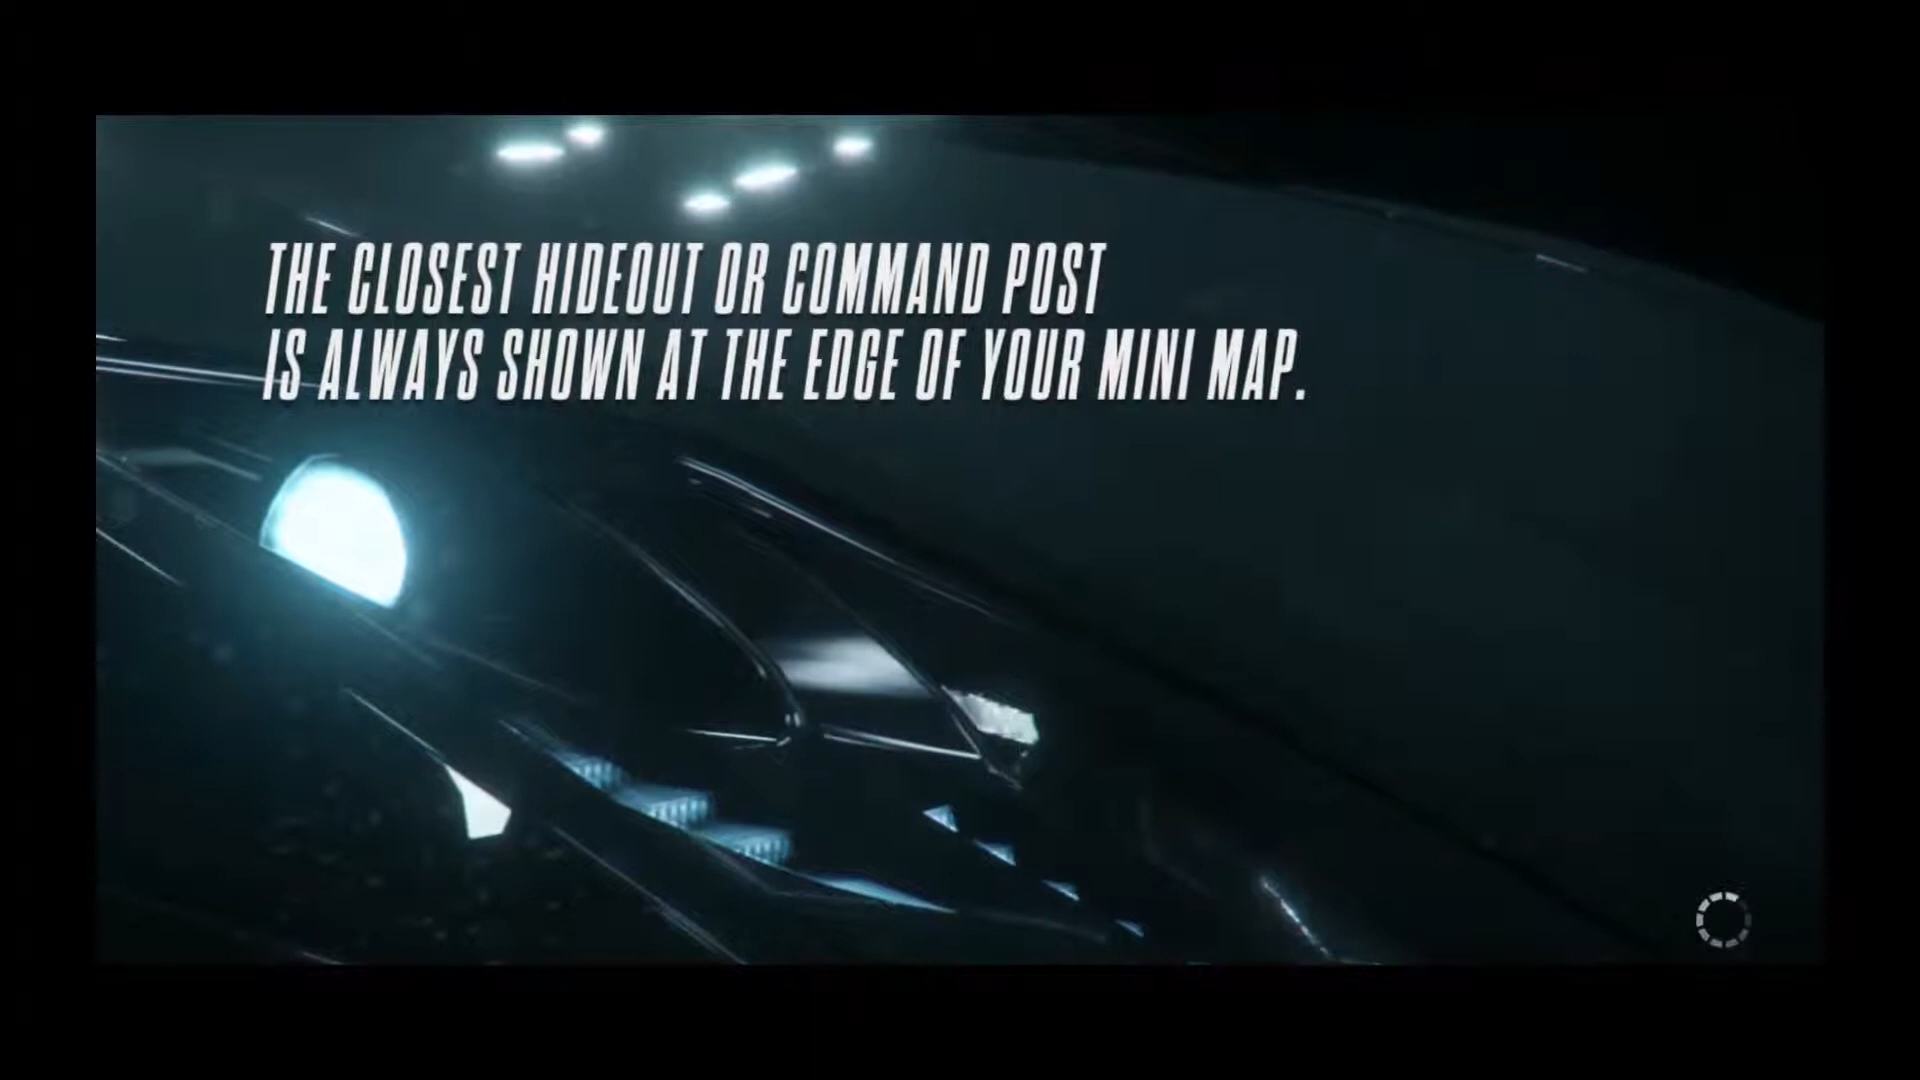 THE CLOSEST HIDEOUT OR COMMAND POST
IS ALWAYS SHOWN AT THE EDGE OF YOUR MINI MAP.